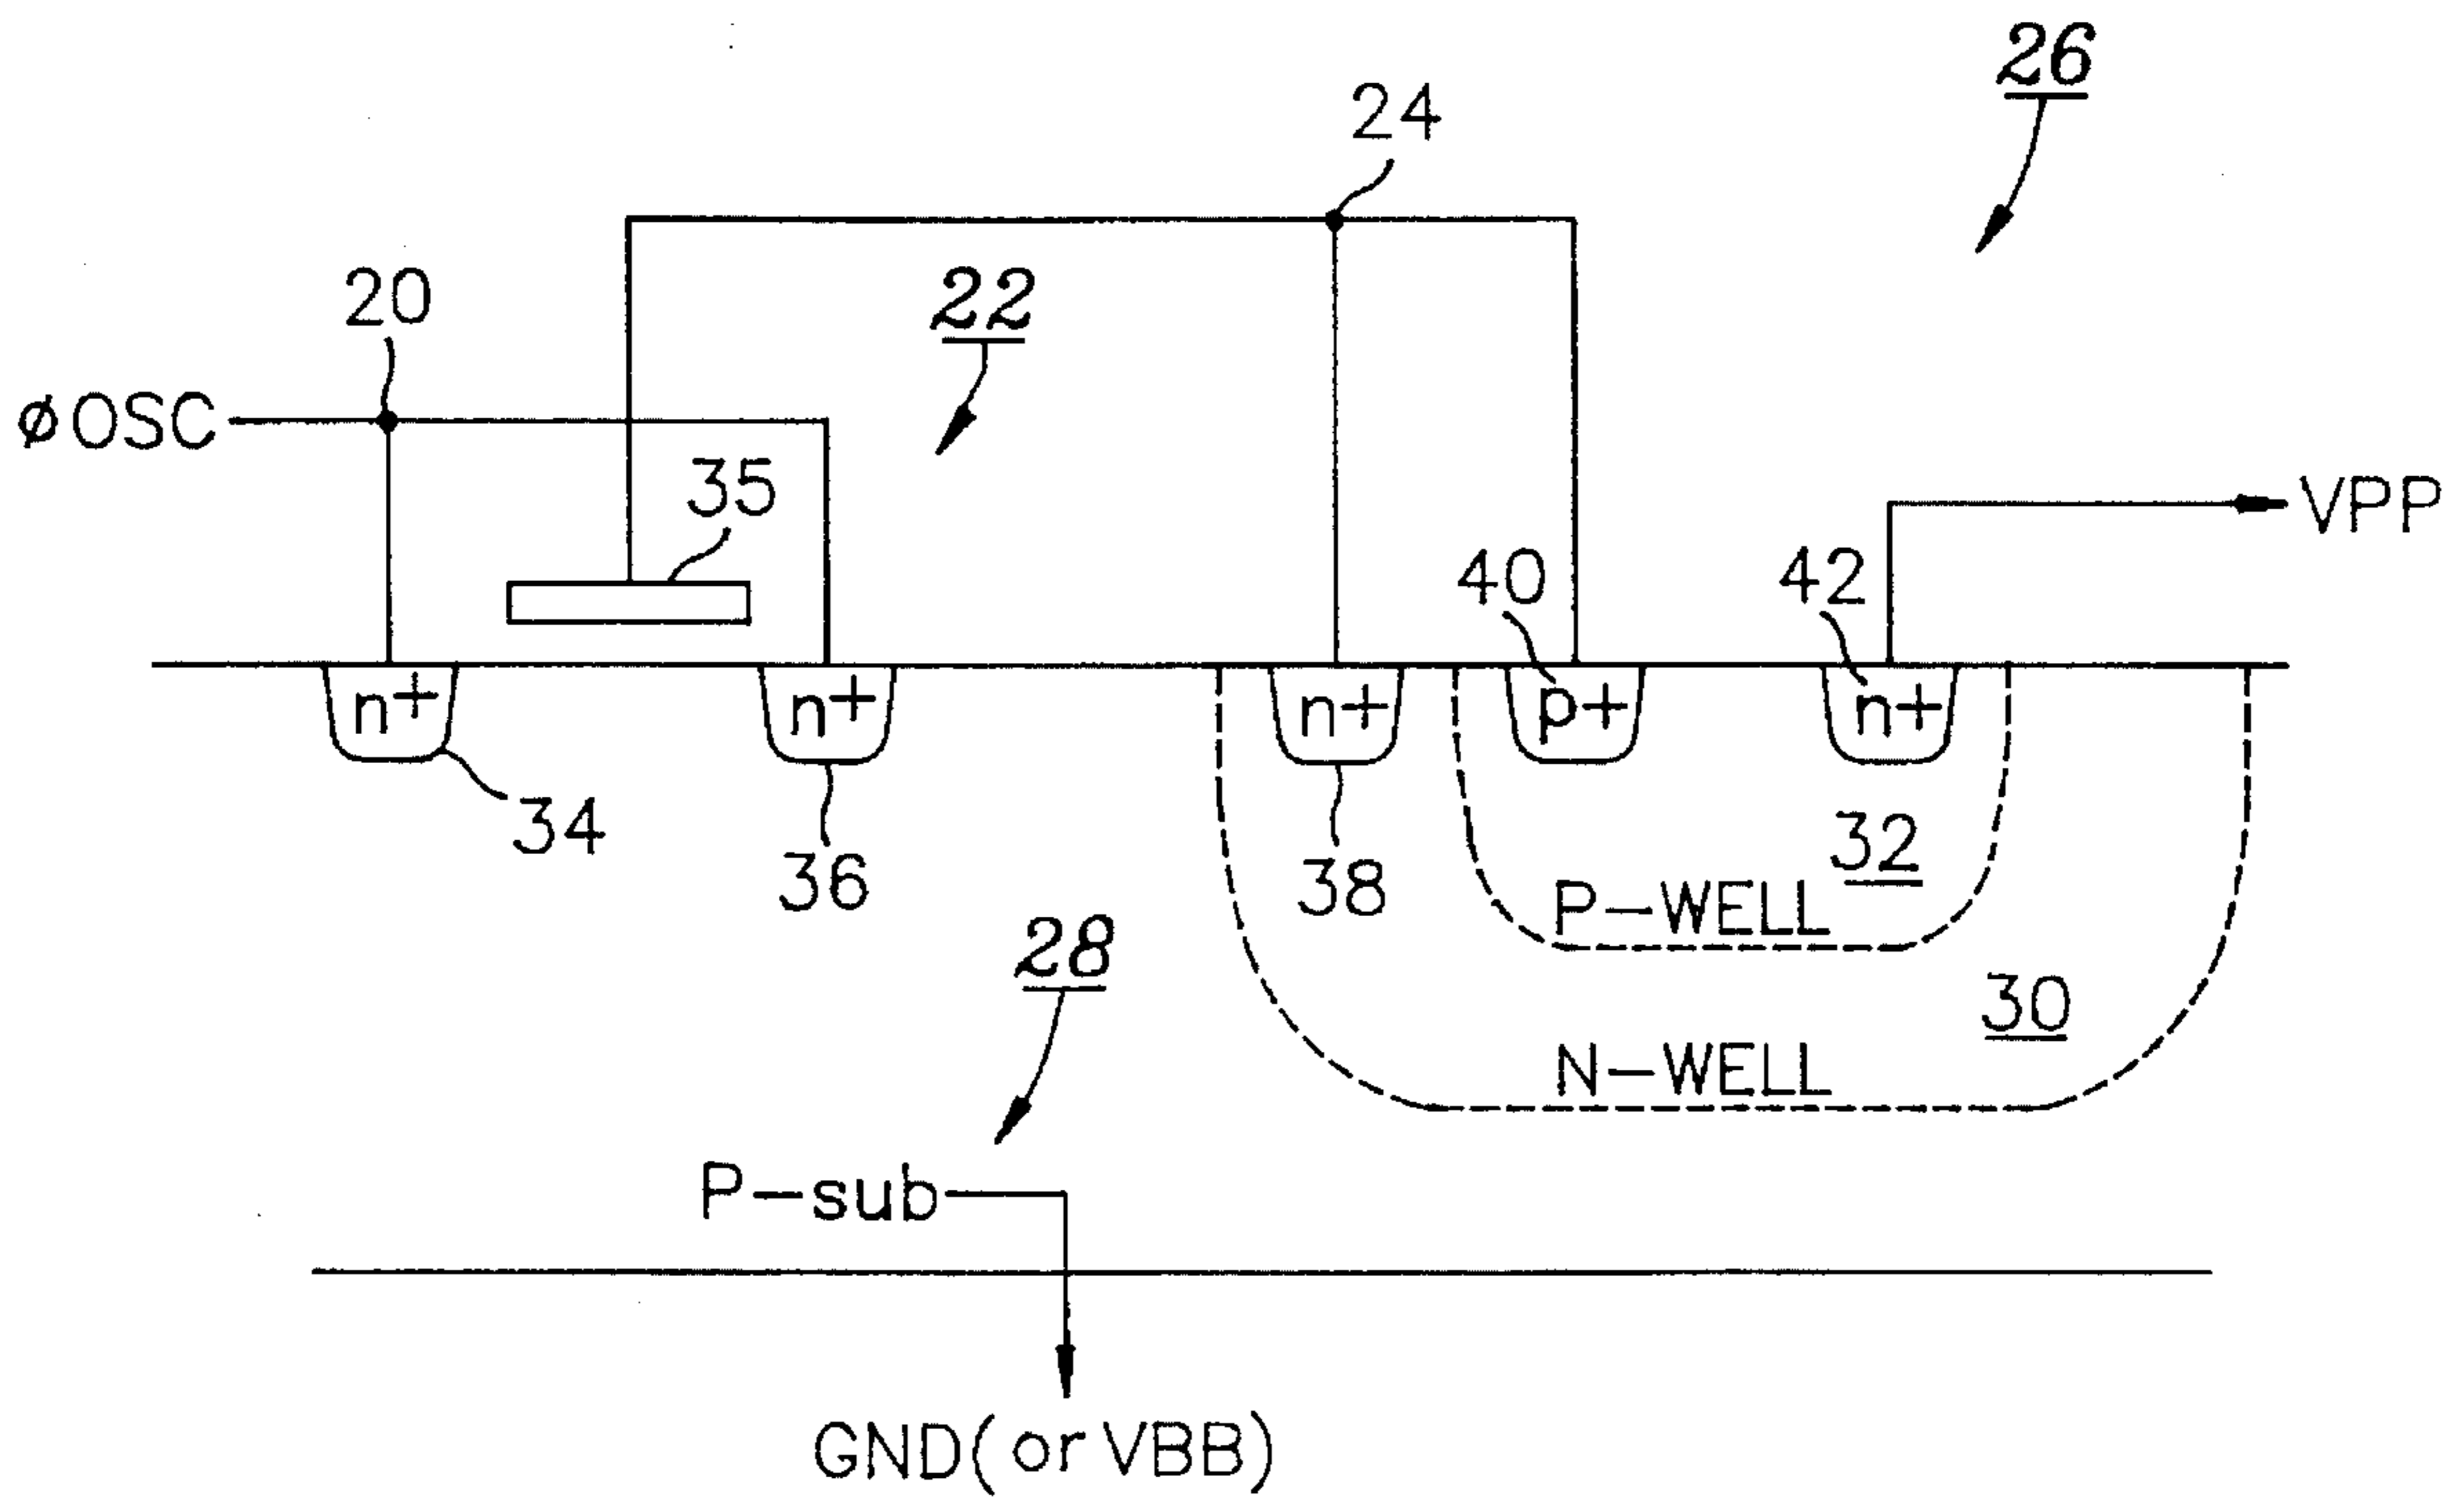 26
24
20
22
øOSC
35
VPP
40
42
n+
n+
n+
p+
n+
34
36
38
32
P-WELL
28
30
N-WELL
P-sub
GND(or VBB)